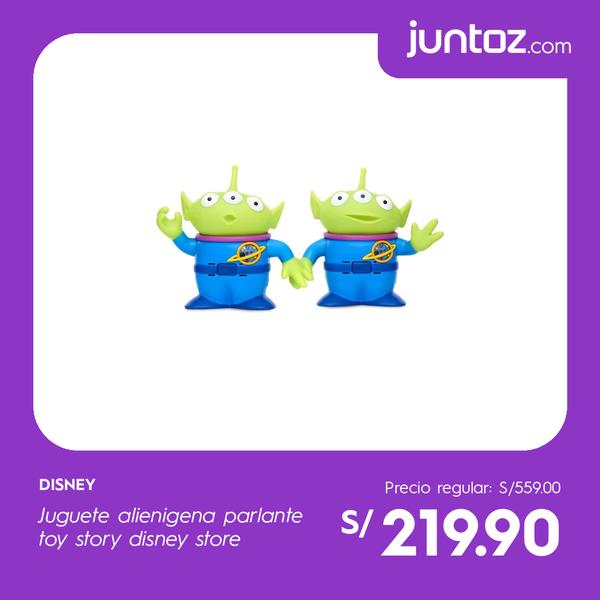 juntoz.com
DISNEY
Juguete alienigena parlante
toy story disney store
Precio regular: S/559.00
S/ 219.90